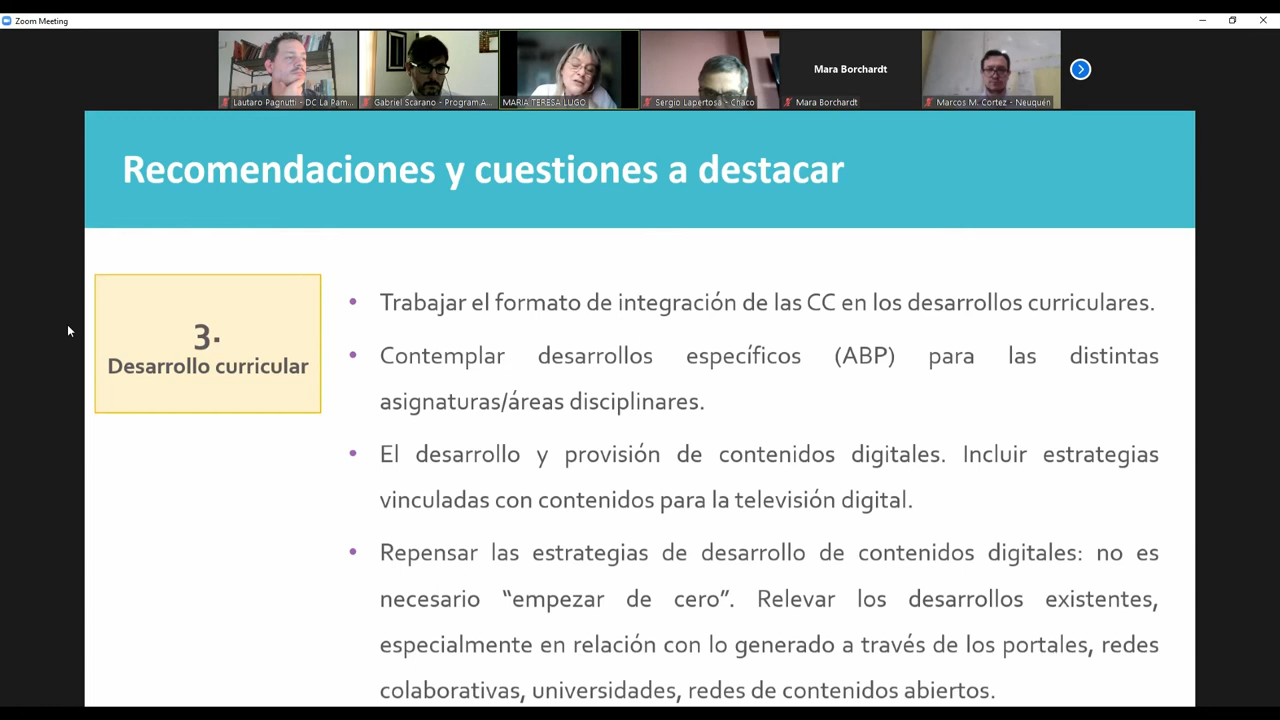 Zoom Meeting
Mara Borchardt
Lautaro Pagnutti - DC La Pam...
Gabriel Scarano - Program.A...
MARIA TERESA LUGO
Sergio Lapertosa - Chaco
Mara Borchardt
Marcos M. Cortez - Neuquén
Recomendaciones y cuestiones a destacar
3.
Desarrollo curricular
• Trabajar el formato de integración de las CC en los desarrollos curriculares.
• Contemplar desarrollos específicos (ABP) para las distintas
asignaturas/áreas disciplinares.
• El desarrollo y provisión de contenidos digitales. Incluir estrategias
vinculadas con contenidos para la televisión digital.
• Repensar las estrategias de desarrollo de contenidos digitales: no es
necesario “empezar de cero”. Relevar los desarrollos existentes,
especialmente en relación con lo generado a través de los portales, redes
colaborativas, universidades, redes de contenidos abiertos.